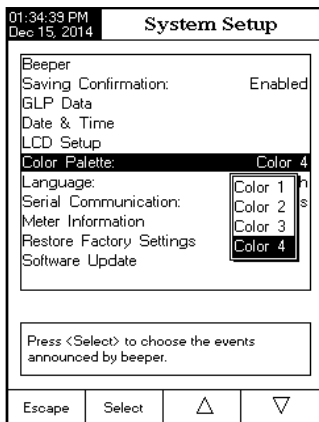 01:34:39 PM
Dec 15, 2014
System Setup
Beeper
Saving Confirmation: Enabled
GLP Data
Date & Time
LCD Setup
Color Palette: Color 4
Language: h
Serial Communication: s
Meter Information
Restore Factory Settings
Software Update
Color 1
Color 2
Color 3
Color 4
Press <Select> to choose the events
announced by beeper.
Escape Select △ ▽